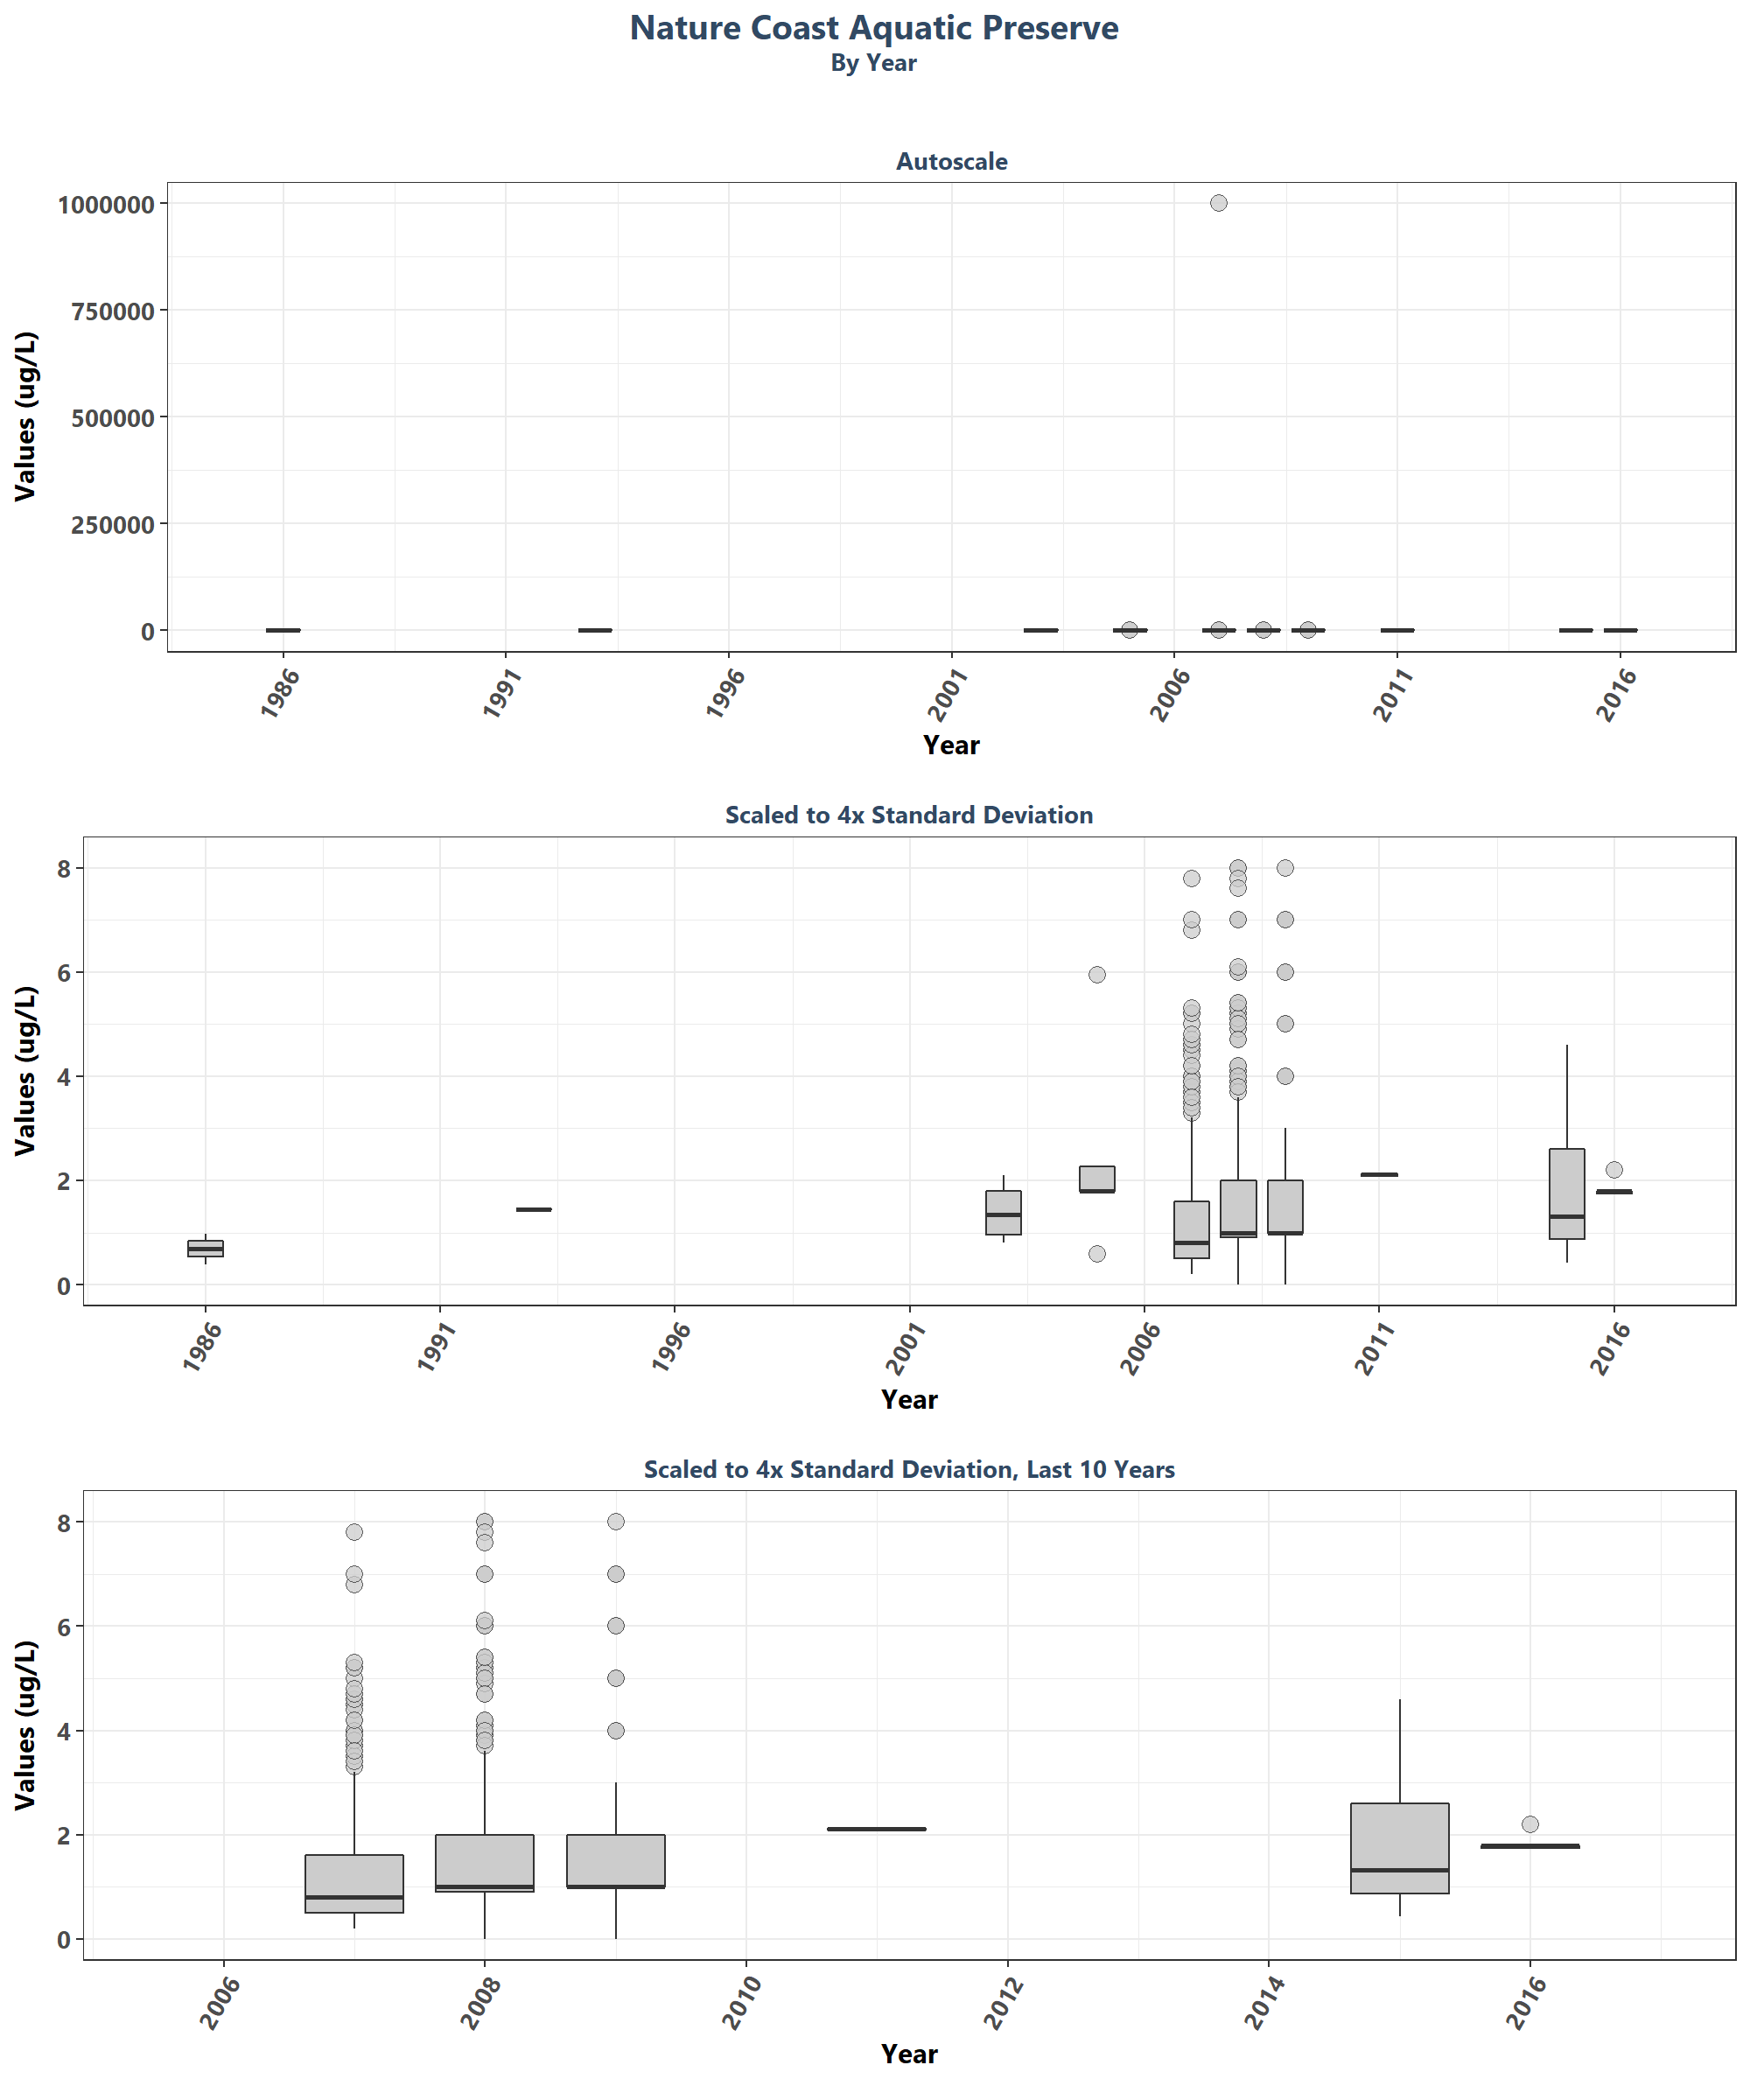 Nature Coast Aquatic Preserve
By Year
Autoscale
1000000
750000
500000
250000
0
Values (ug/L)
1986 1991 1996 2001 2006 2011 2016
Year
Scaled to 4x Standard Deviation
8
6
4
2
0
Values (ug/L)
1986 1991 1996 2001 2006 2011 2016
Year
Scaled to 4x Standard Deviation, Last 10 Years
8
6
4
2
0
Values (ug/L)
2006 2008 2010 2012 2014 2016
Year